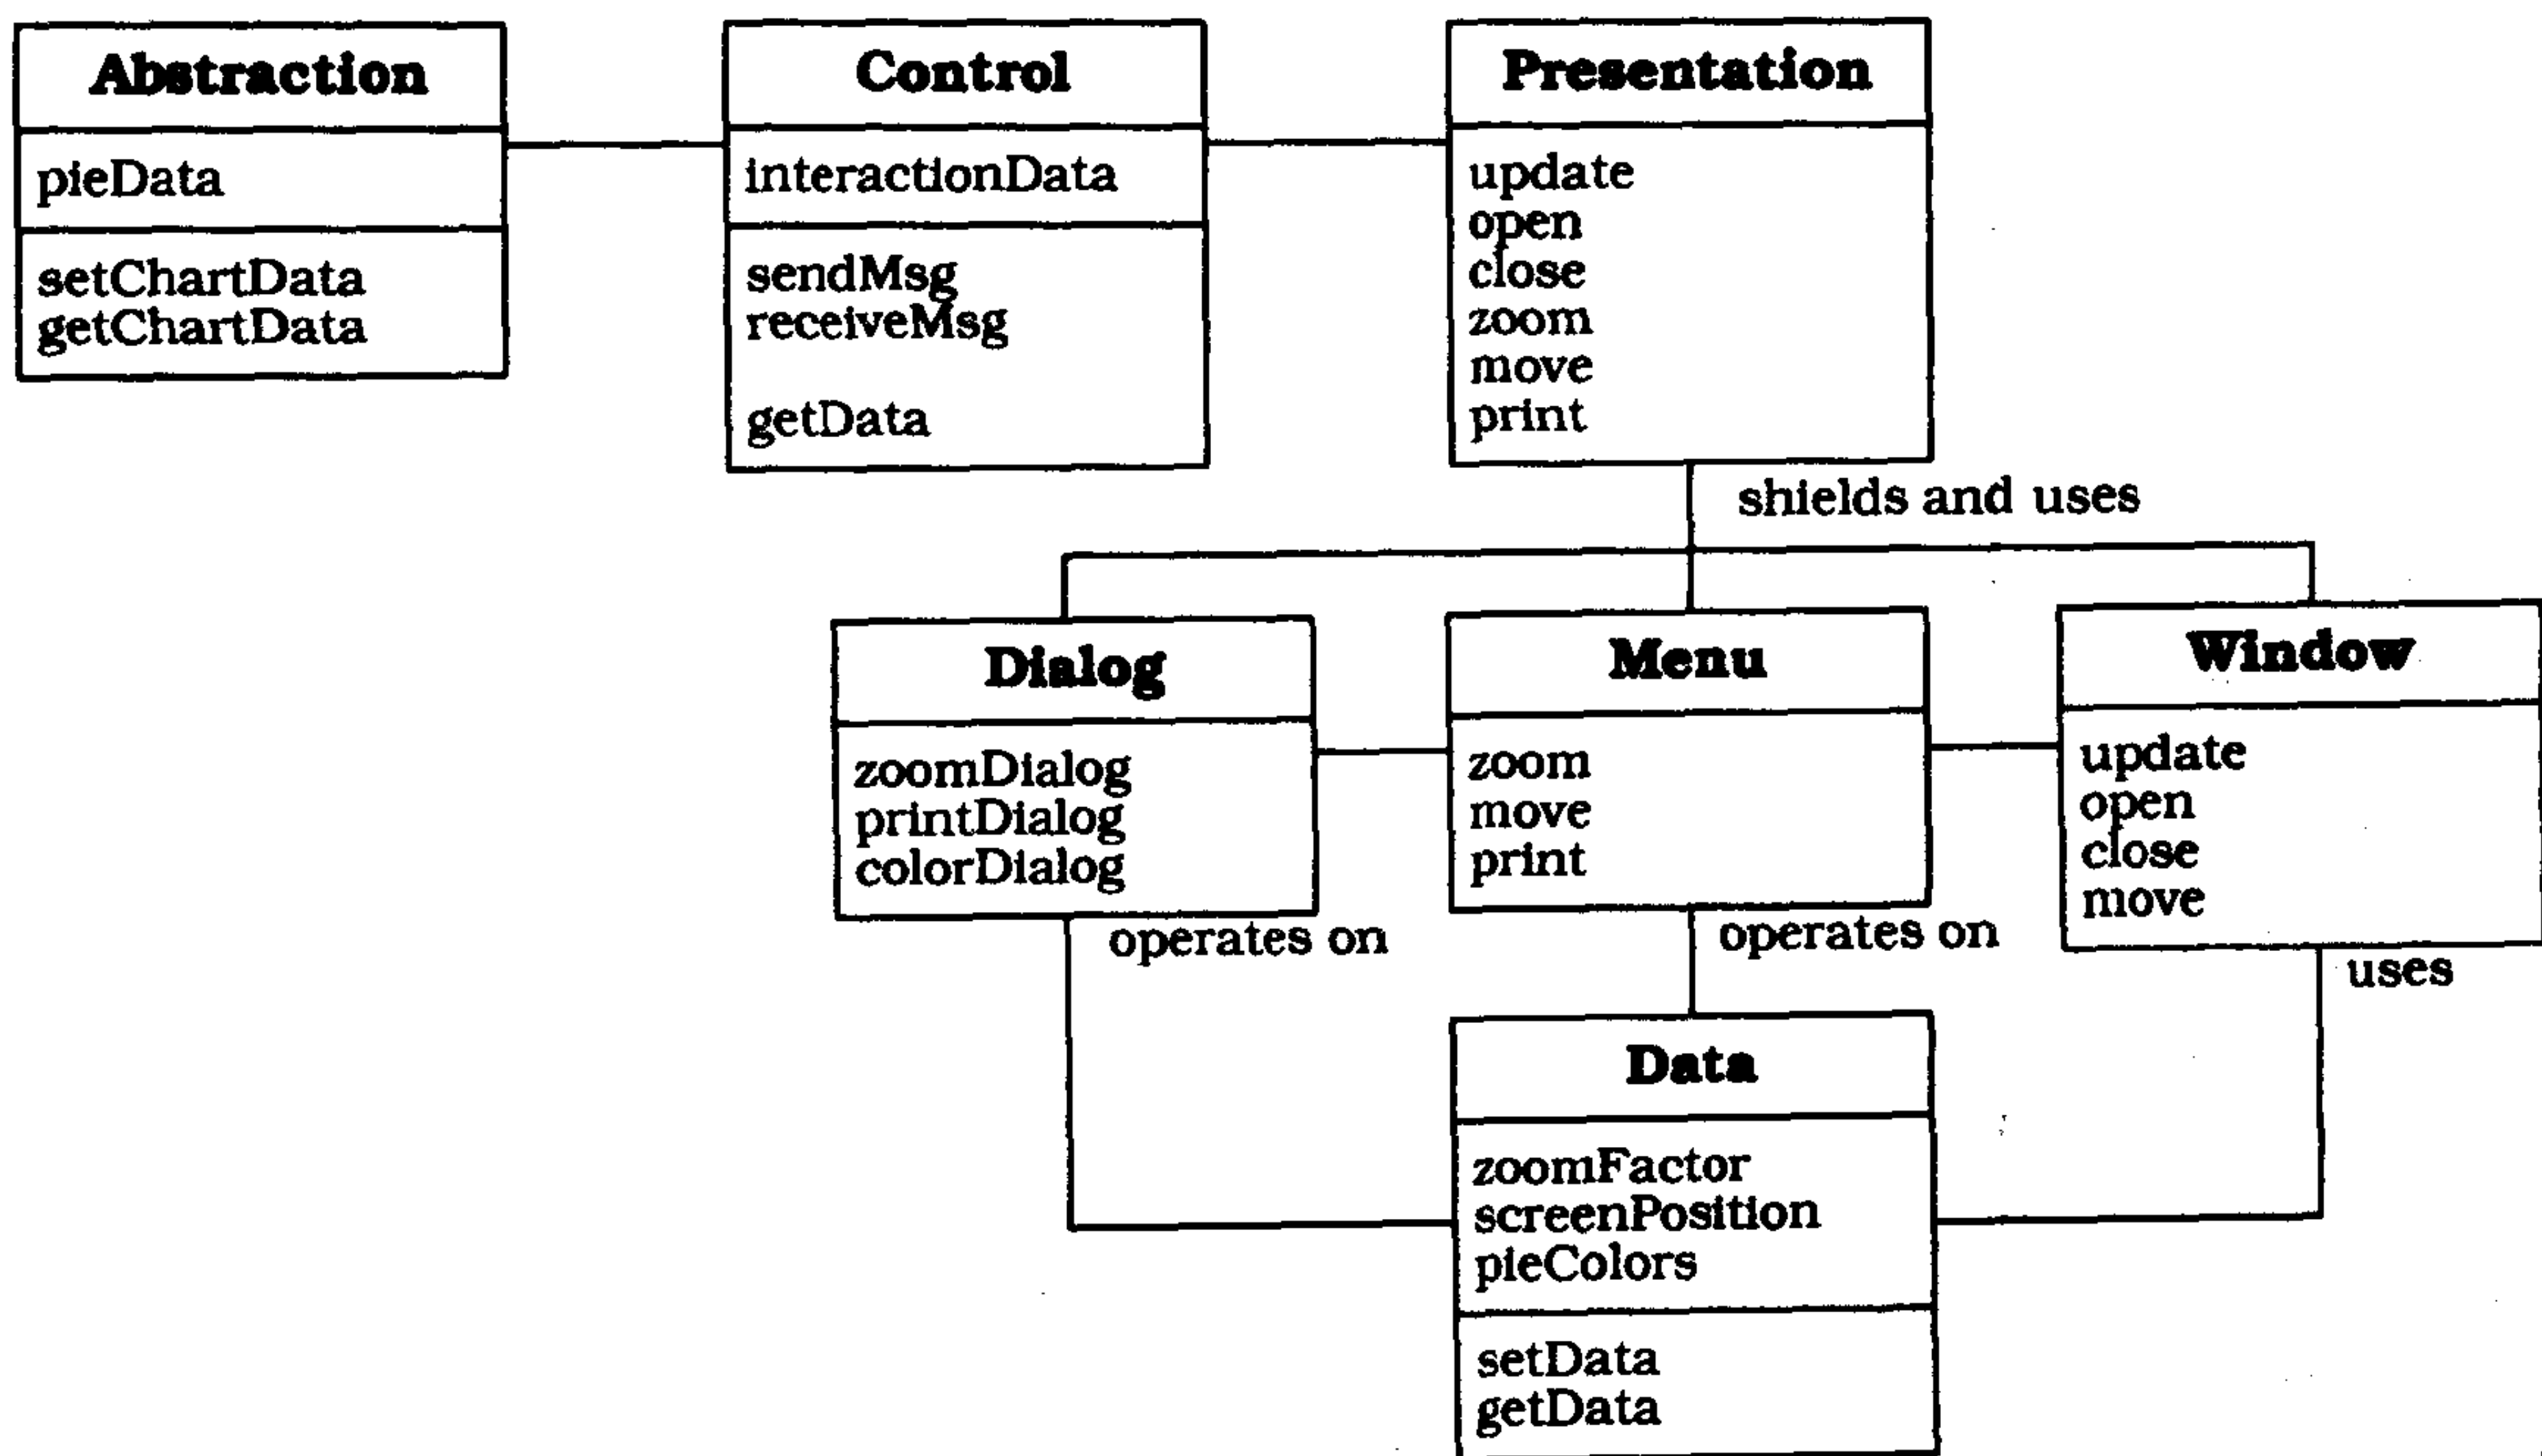 Abstraction
pieData
setChartData
getChartData
Control
interactionData
sendMsg
receiveMsg
getData
Presentation
update
open
close
zoom
move
print
shields and uses
Dialog
zoomDialog
printDialog
colorDialog
operates on
Menu
zoom
move
print
operates on
Window
update
open
close
move
uses
Data
zoomFactor
screenPosition
pieColors
setData
getData